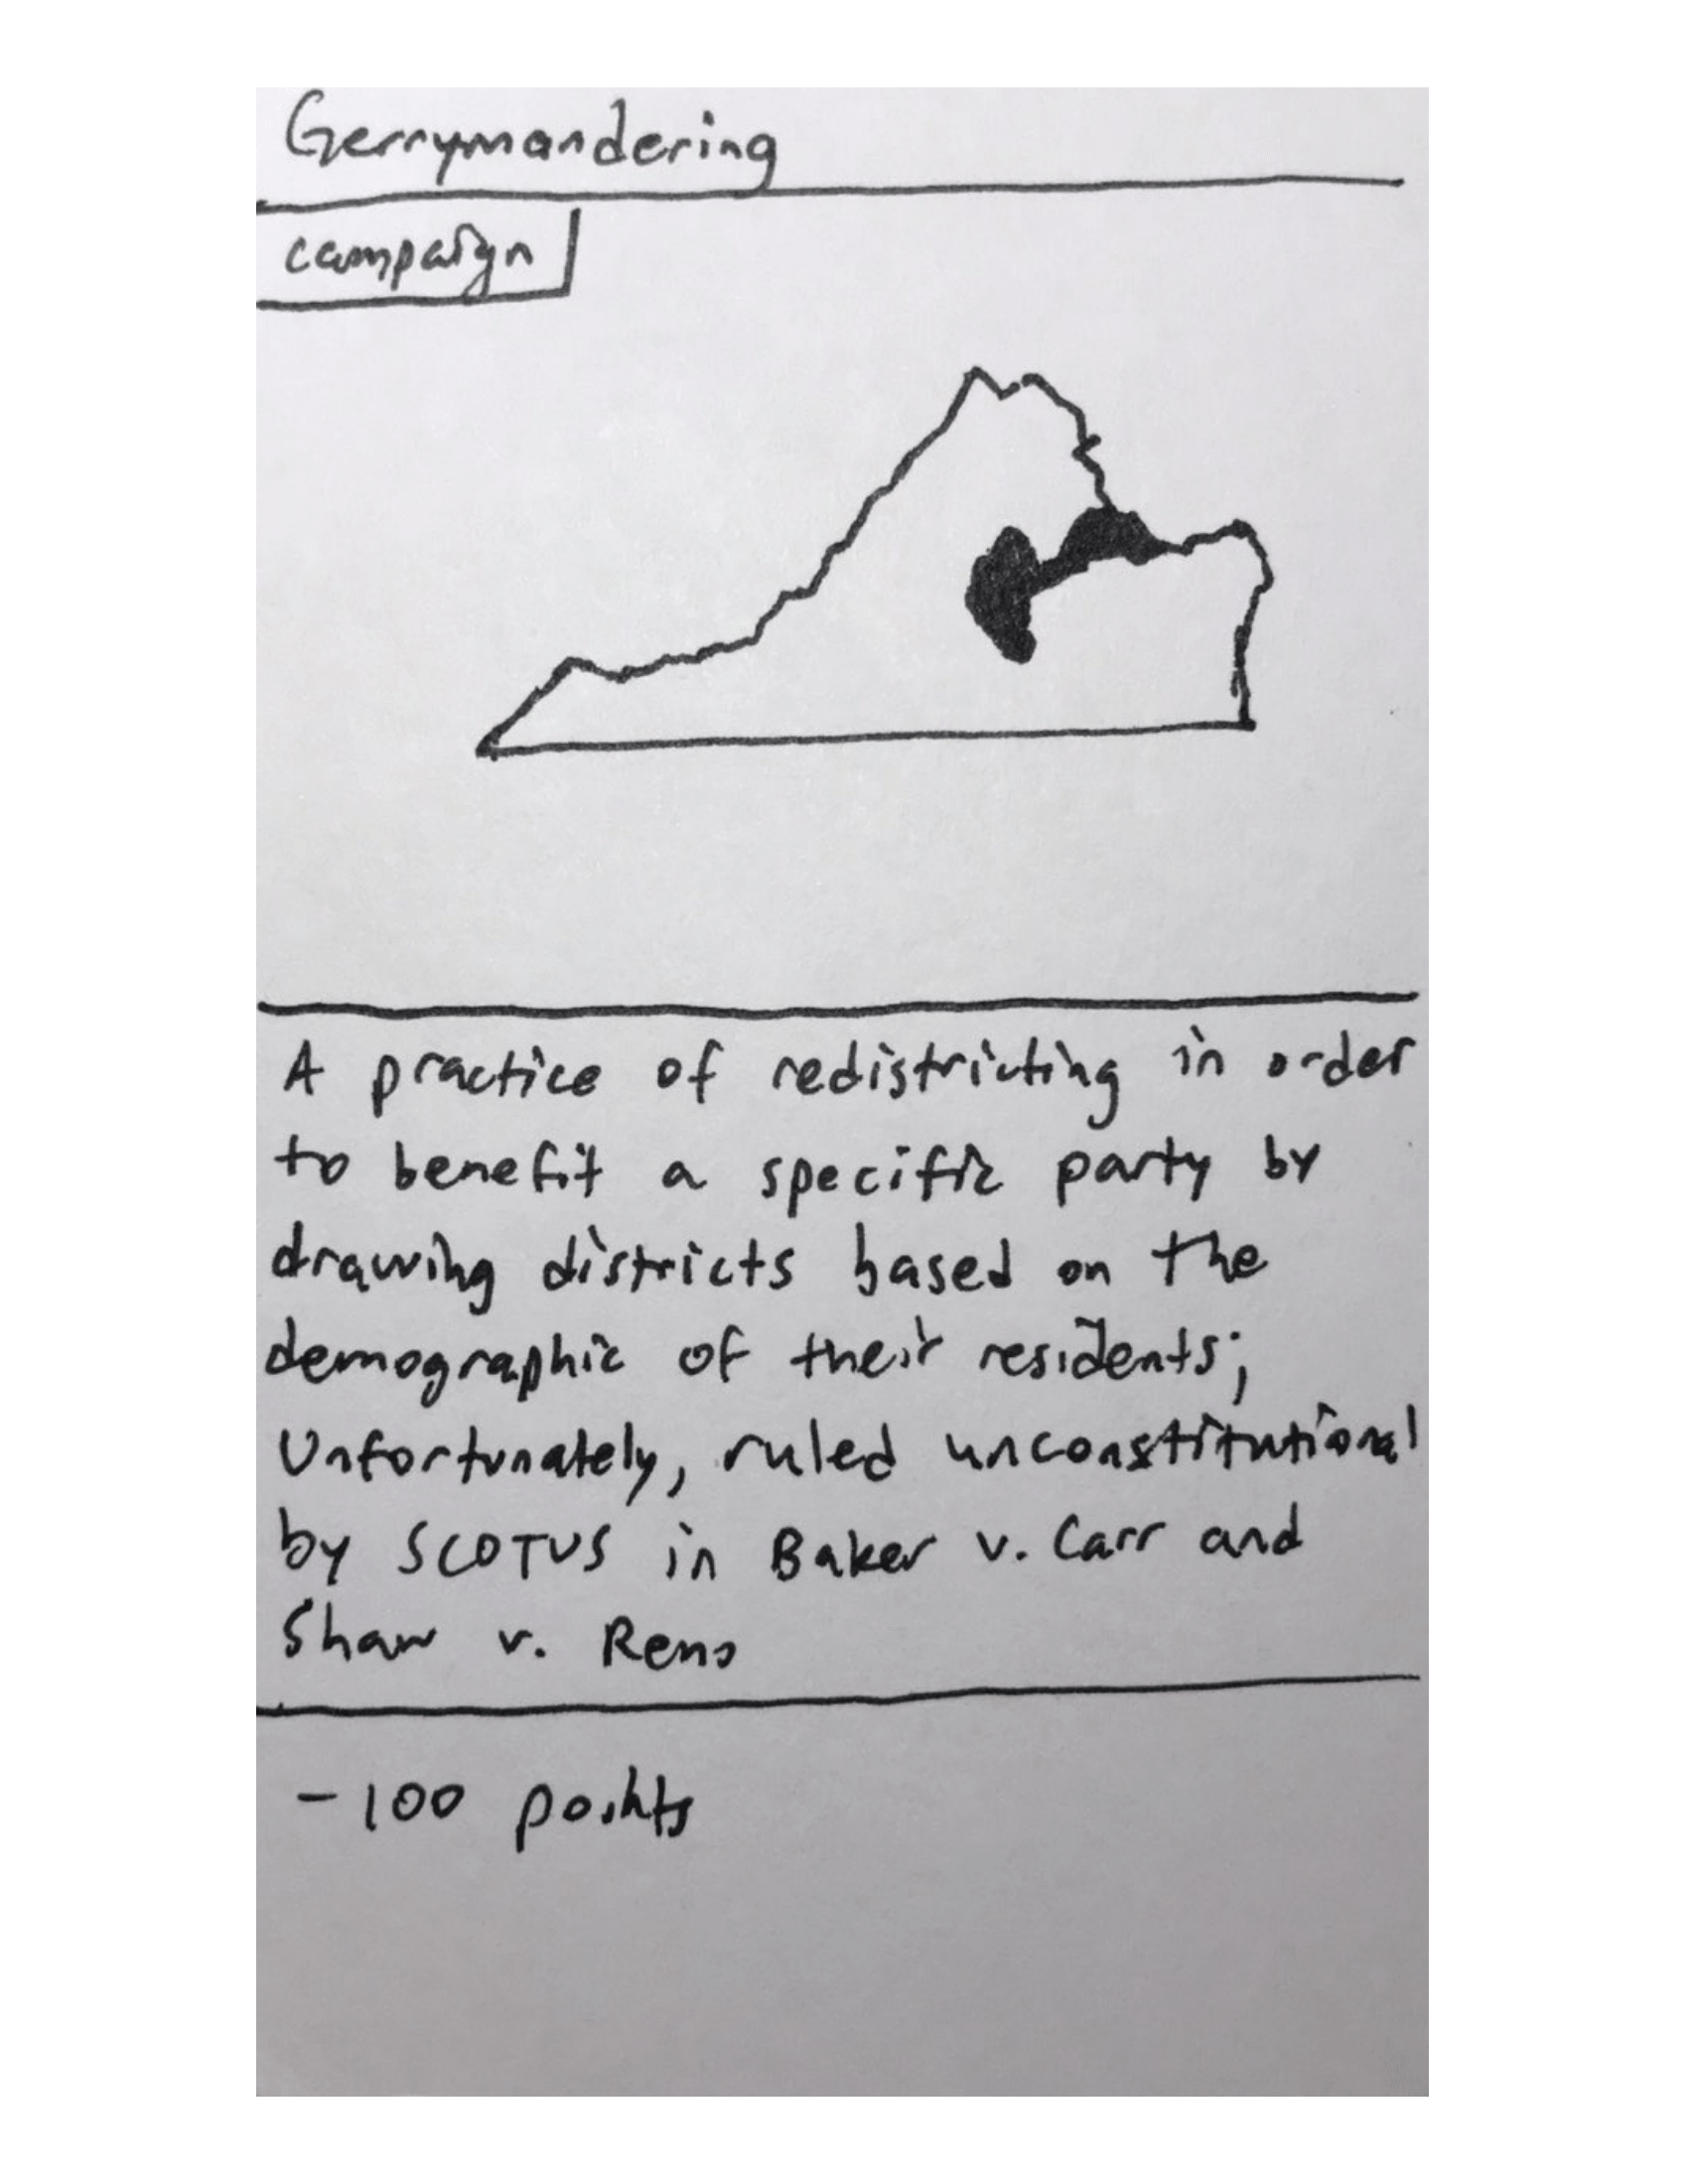 Gerrymandering
campaign
A practice of redistricting in order
to benefit a specific party by
drawing districts based on the
demographic of their residents;
Unfortunately, ruled unconstitutional
by SCOTUS in Baker v. Carr and
Shaw v. Reno
-100 points